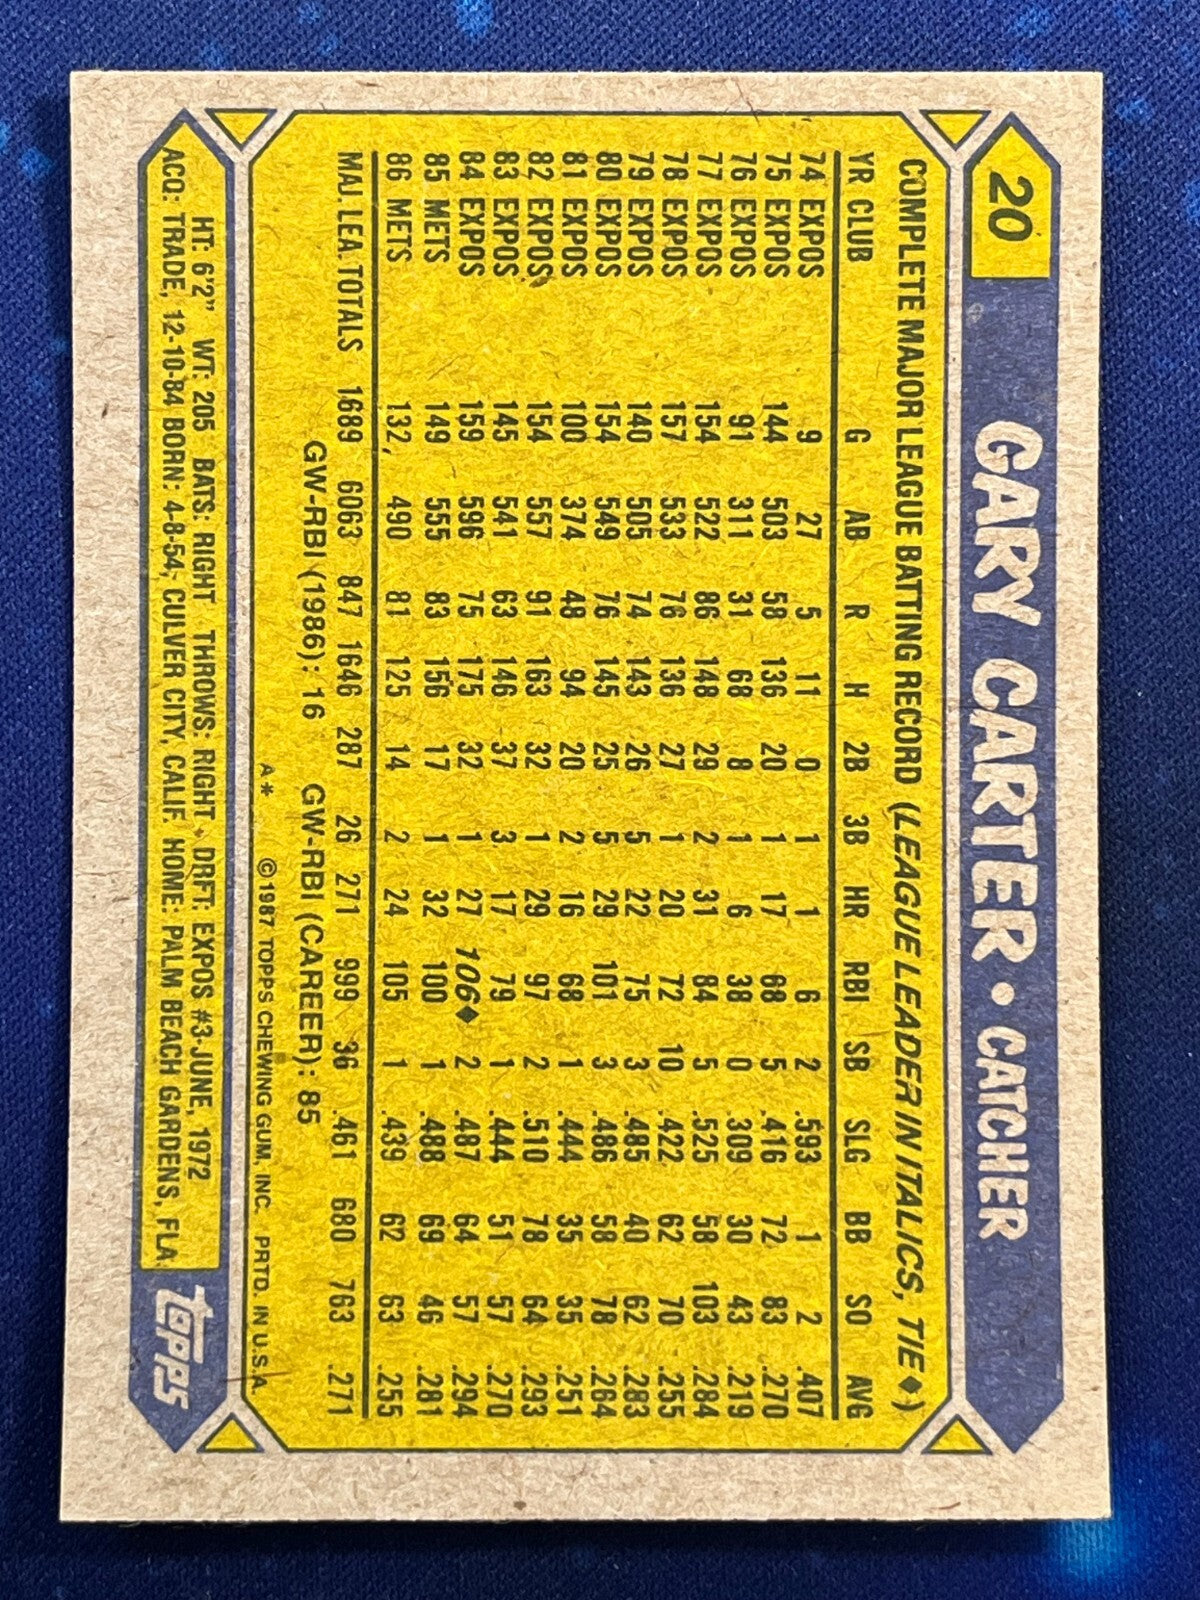 20 GARY CARTER • CATCHER
COMPLETE MAJOR LEAGUE BATTING RECORD (LEAGUE LEADER IN ITALICS, TIE ♦)
YR CLUB G AB R H 2B 3B HR RBI SB SLG BB SO AVG
74 EXPOS 9 27 5 11 0 1 1 6 2 .593 1 2 .407
75 EXPOS 144 503 58 136 20 1 17 68 5 .416 72 83 .270
76 EXPOS 91 311 31 68 8 1 6 38 0 .309 30 43 .219
77 EXPOS 154 522 86 148 29 2 31 84 5 .525 58 103 .284
78 EXPOS 157 533 76 136 27 1 20 72 10 .422 62 70 .255
79 EXPOS 140 505 74 143 26 5 22 75 3 .485 40 62 .283
80 EXPOS 154 549 76 145 25 5 29 101 3 .486 58 78 .264
81 EXPOS 100 374 48 94 20 2 16 68 1 .444 35 35 .251
82 EXPOS 154 557 91 163 32 1 29 97 2 .510 78 64 .293
83 EXPOS 145 541 63 146 37 3 17 79 1 .444 51 57 .270
84 EXPOS 159 596 75 175 32 1 27 106♦ 2 .487 64 57 .294
85 METS 149 555 83 156 17 1 32 100 1 .488 69 46 .281
86 METS 132 490 81 125 14 2 24 105 1 .439 62 63 .255
MAJ. LEA. TOTALS 1689 6063 847 1646 287 26 271 999 36 .461 680 763 .271
GW-RBI (1986): 16 GW-RBI (CAREER): 85
A* © 1987 TOPPS CHEWING GUM, INC. PRTD. IN U.S.A.
HT: 6'2" WT: 205 BATS: RIGHT THROWS: RIGHT DRFT: EXPOS #3-JUNE, 1972
ACQ: TRADE, 12-10-84 BORN: 4-8-54, CULVER CITY, CALIF. HOME: PALM BEACH GARDENS, FLA
topps